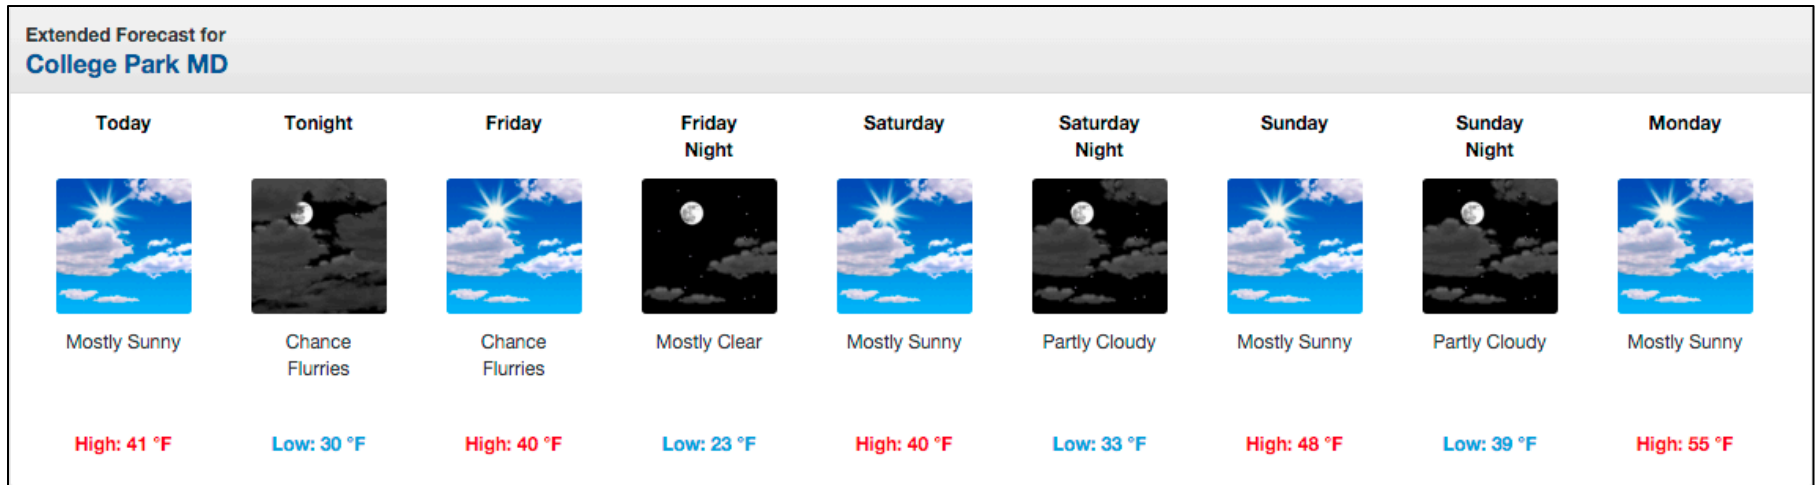 Extended Forecast for
College Park MD
Today
Tonight
Friday
Friday
Night
Saturday
Saturday
Night
Sunday
Sunday
Night
Monday
Mostly Sunny
Chance
Flurries
Chance
Flurries
Mostly Clear
Mostly Sunny
Partly Cloudy
Mostly Sunny
Partly Cloudy
Mostly Sunny
High: 41 °F
Low: 30 °F
High: 40 °F
Low: 23 °F
High: 40 °F
Low: 33 °F
High: 48 °F
Low: 39 °F
High: 55 °F